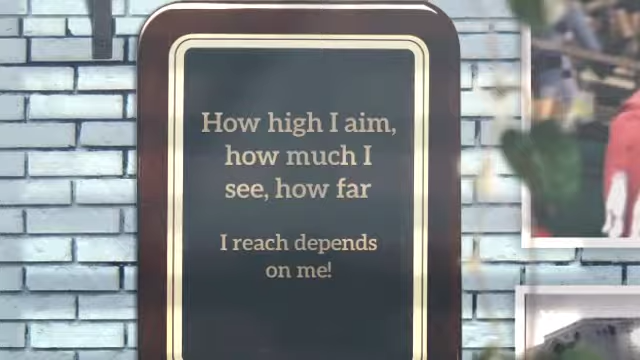 How high I aim,
how much I
see, how far
I reach depends
on me!